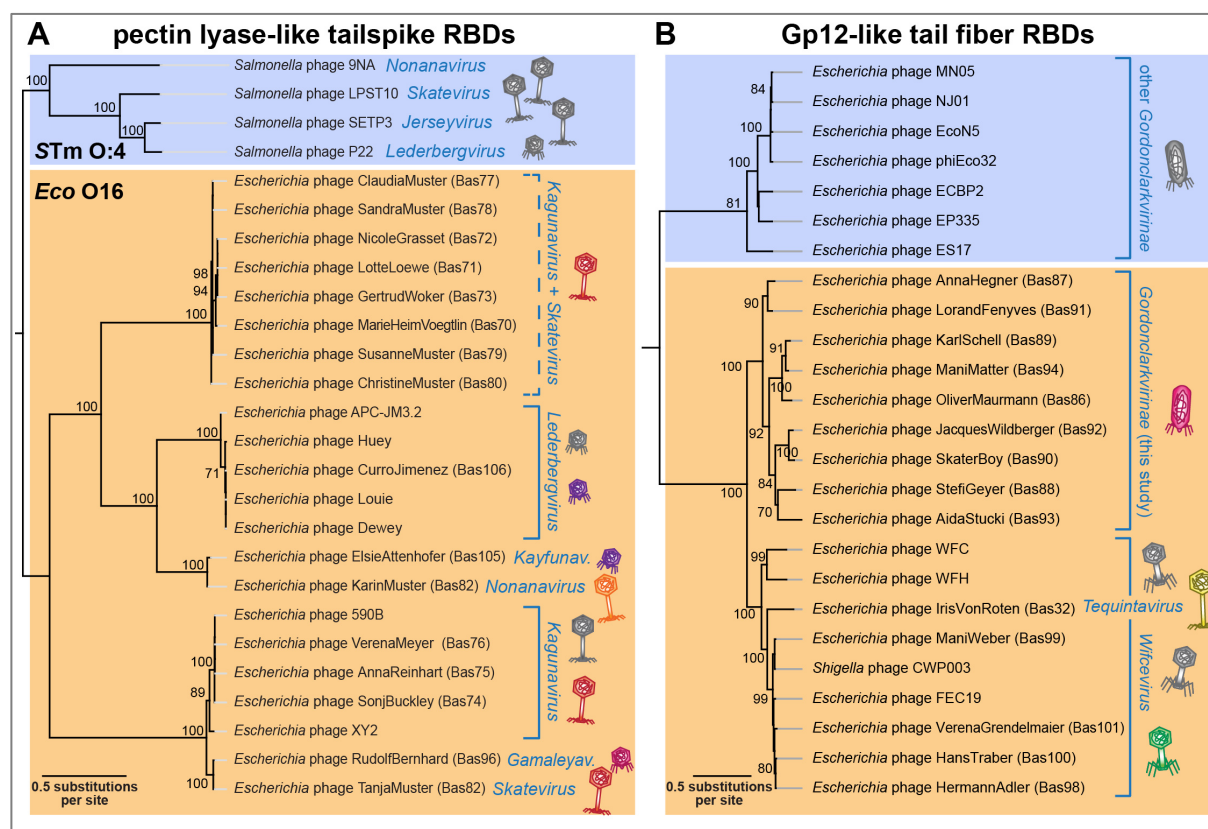 A pectin lyase-like tailspike RBDs
100
Salmonella phage 9NA Nonanavirus
Salmonella phage LPST10 Skatevirus
100
Salmonella phage SETP3 Jerseyvirus
100
STm O:4
Salmonella phage P22 Lederbergvirus
Eco O16
Escherichia phage ClaudiaMuster (Bas77)
Escherichia phage SandraMuster (Bas78)
Escherichia phage NicoleGrasset (Bas72)
98
Escherichia phage LotteLoewe (Bas71)
94
Escherichia phage GertrudWoker (Bas73)
100
Escherichia phage MarieHeimVoegtlin (Bas70)
Escherichia phage SusanneMuster (Bas79)
Escherichia phage ChristineMuster (Bas80)
Kagunavirus + Skatevirus
100
Escherichia phage APC-JM3.2
100
Escherichia phage Huey
71
Escherichia phage CurroJimenez (Bas106)
100
Escherichia phage Louie
Escherichia phage Dewey
Lederbergvirus
Escherichia phage ElsieAttenhofer (Bas105) Kayfunav.
100
Escherichia phage KarinMuster (Bas82) Nonanavirus
Escherichia phage 590B
Escherichia phage VerenaMeyer (Bas76)
100
Escherichia phage AnnaReinhart (Bas75)
89
Escherichia phage SonjBuckley (Bas74)
100
Escherichia phage XY2
Kagunavirus
Escherichia phage RudolfBernhard (Bas96) Gamaleyav.
100
Escherichia phage TanjaMuster (Bas82) Skatevirus
0.5 substitutions
per site
B Gp12-like tail fiber RBDs
Escherichia phage MN05
84
Escherichia phage NJ01
100
Escherichia phage EcoN5
100
Escherichia phage phiEco32
Escherichia phage ECBP2
81
Escherichia phage EP335
Escherichia phage ES17
other Gordonclarkvirinae
Escherichia phage AnnaHegner (Bas87)
90
Escherichia phage LorandFenyves (Bas91)
Escherichia phage KarlSchell (Bas89)
91
100
Escherichia phage ManiMatter (Bas94)
100
Escherichia phage OliverMaurmann (Bas86)
92
Escherichia phage JacquesWildberger (Bas92)
100
Escherichia phage SkaterBoy (Bas90)
84
100
Escherichia phage StefiGeyer (Bas88)
70
Escherichia phage AidaStucki (Bas93)
Gordonclarkvirinae (this study)
99
Escherichia phage WFC
Escherichia phage WFH
100
Escherichia phage IrisVonRoten (Bas32) Tequintavirus
Escherichia phage ManiWeber (Bas99)
100
Shigella phage CWP003
99
Escherichia phage FEC19
Escherichia phage VerenaGrendelmaier (Bas101)
Escherichia phage HansTraber (Bas100)
80
Escherichia phage HermannAdler (Bas98)
Wifcevirus
0.5 substitutions
per site